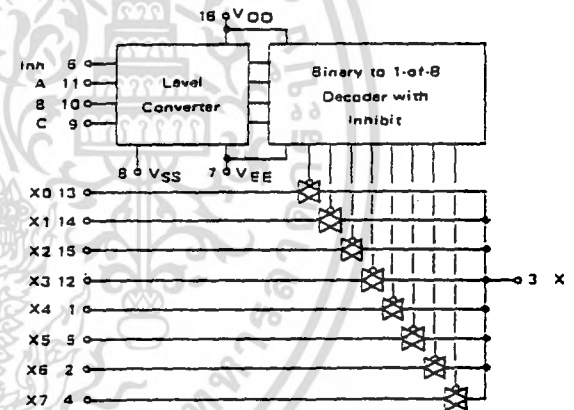 16 VDD
Inh 6
A 11
B 10
C 9
Level
Converter
Binary to 1-of-8
Decoder with
Inhibit
8 VSS
7 VEE
X0 13
X1 14
X2 15
X3 12
X4 1
X5 5
X6 2
X7 4
3 X